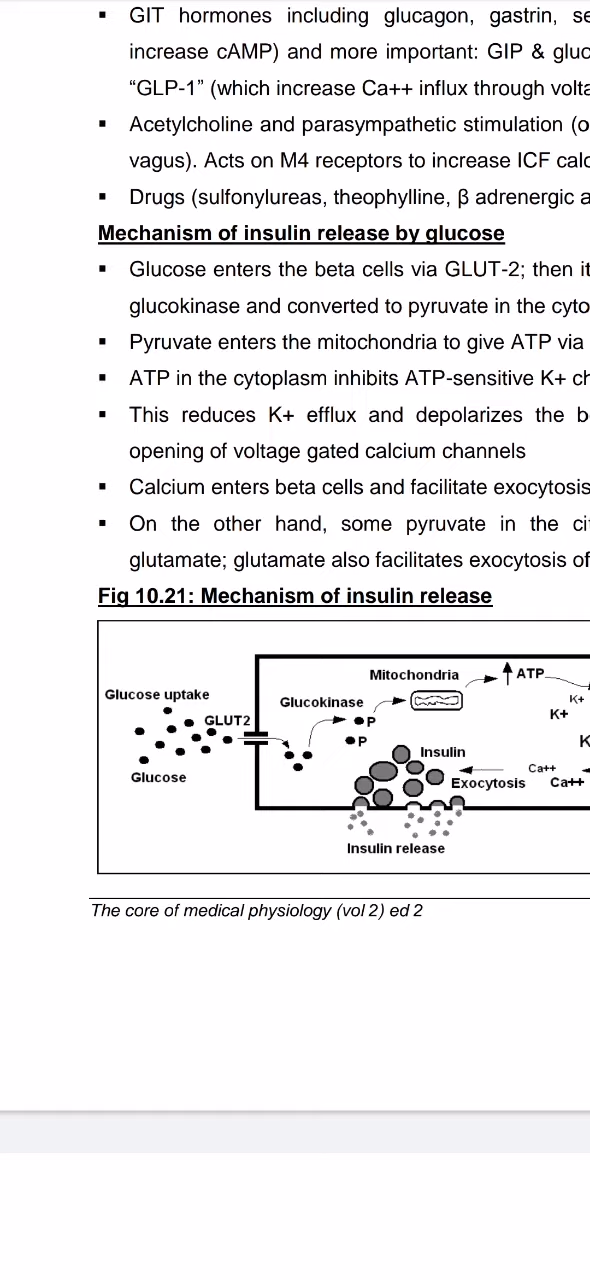 ▪ GIT hormones including glucagon, gastrin, se
increase cAMP) and more important: GIP & gluc
“GLP-1” (which increase Ca++ influx through volta
▪ Acetylcholine and parasympathetic stimulation (o
vagus). Acts on M4 receptors to increase ICF calc
▪ Drugs (sulfonylureas, theophylline, β adrenergic a
Mechanism of insulin release by glucose
▪ Glucose enters the beta cells via GLUT-2; then it
glucokinase and converted to pyruvate in the cyto
▪ Pyruvate enters the mitochondria to give ATP via
▪ ATP in the cytoplasm inhibits ATP-sensitive K+ ch
▪ This reduces K+ efflux and depolarizes the b
opening of voltage gated calcium channels
▪ Calcium enters beta cells and facilitate exocytosis
▪ On the other hand, some pyruvate in the ci
glutamate; glutamate also facilitates exocytosis of
Fig 10.21: Mechanism of insulin release
Mitochondria
ATP
Glucose uptake
Glucokinase
K+
GLUT2
P
K+
P
K
Insulin
Ca++
Glucose
Exocytosis
Ca++
Insulin release
The core of medical physiology (vol 2) ed 2